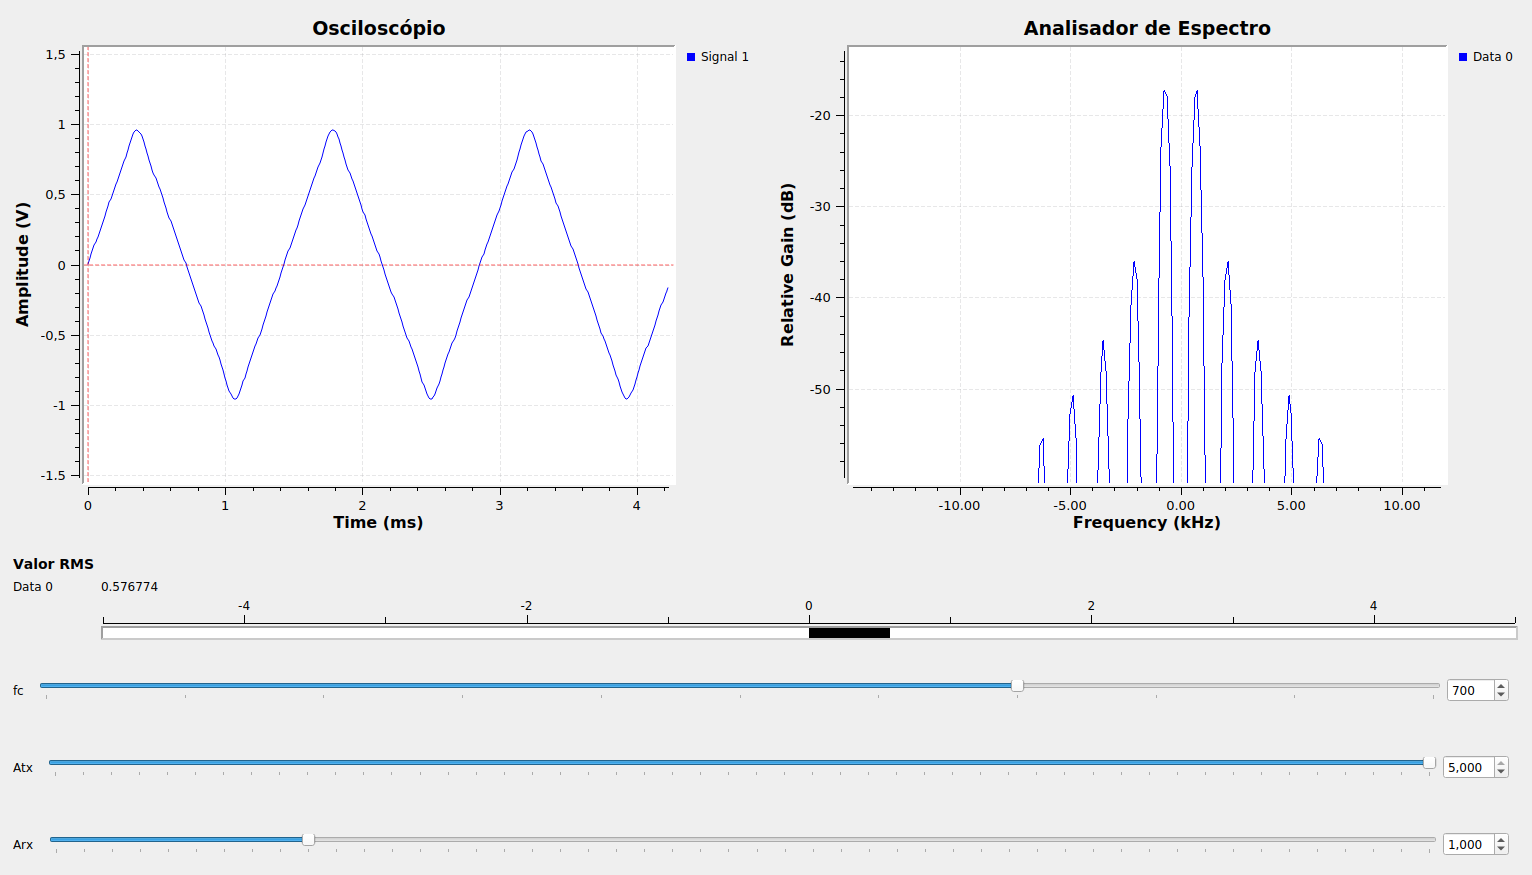 Osciloscópio
Signal 1
1,5
1
0,5
0
-0,5
-1
-1.5
Amplitude (V)
0 1 2 3 4
Time (ms)
Analisador de Espectro
Data 0
-20
-30
-40
-50
Relative Gain (dB)
-10.00 -5.00 0.00 5.00 10.00
Frequency (kHz)
Valor RMS
Data 0 0.576774
-4 -2 0 2 4
fc 700
Atx 5,000
Arx 1,000